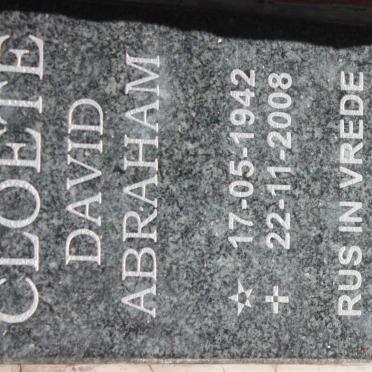 CLOETE
DAVID
ABRAHAM
17-05-1942
22-11-2008
RUS IN VREDE